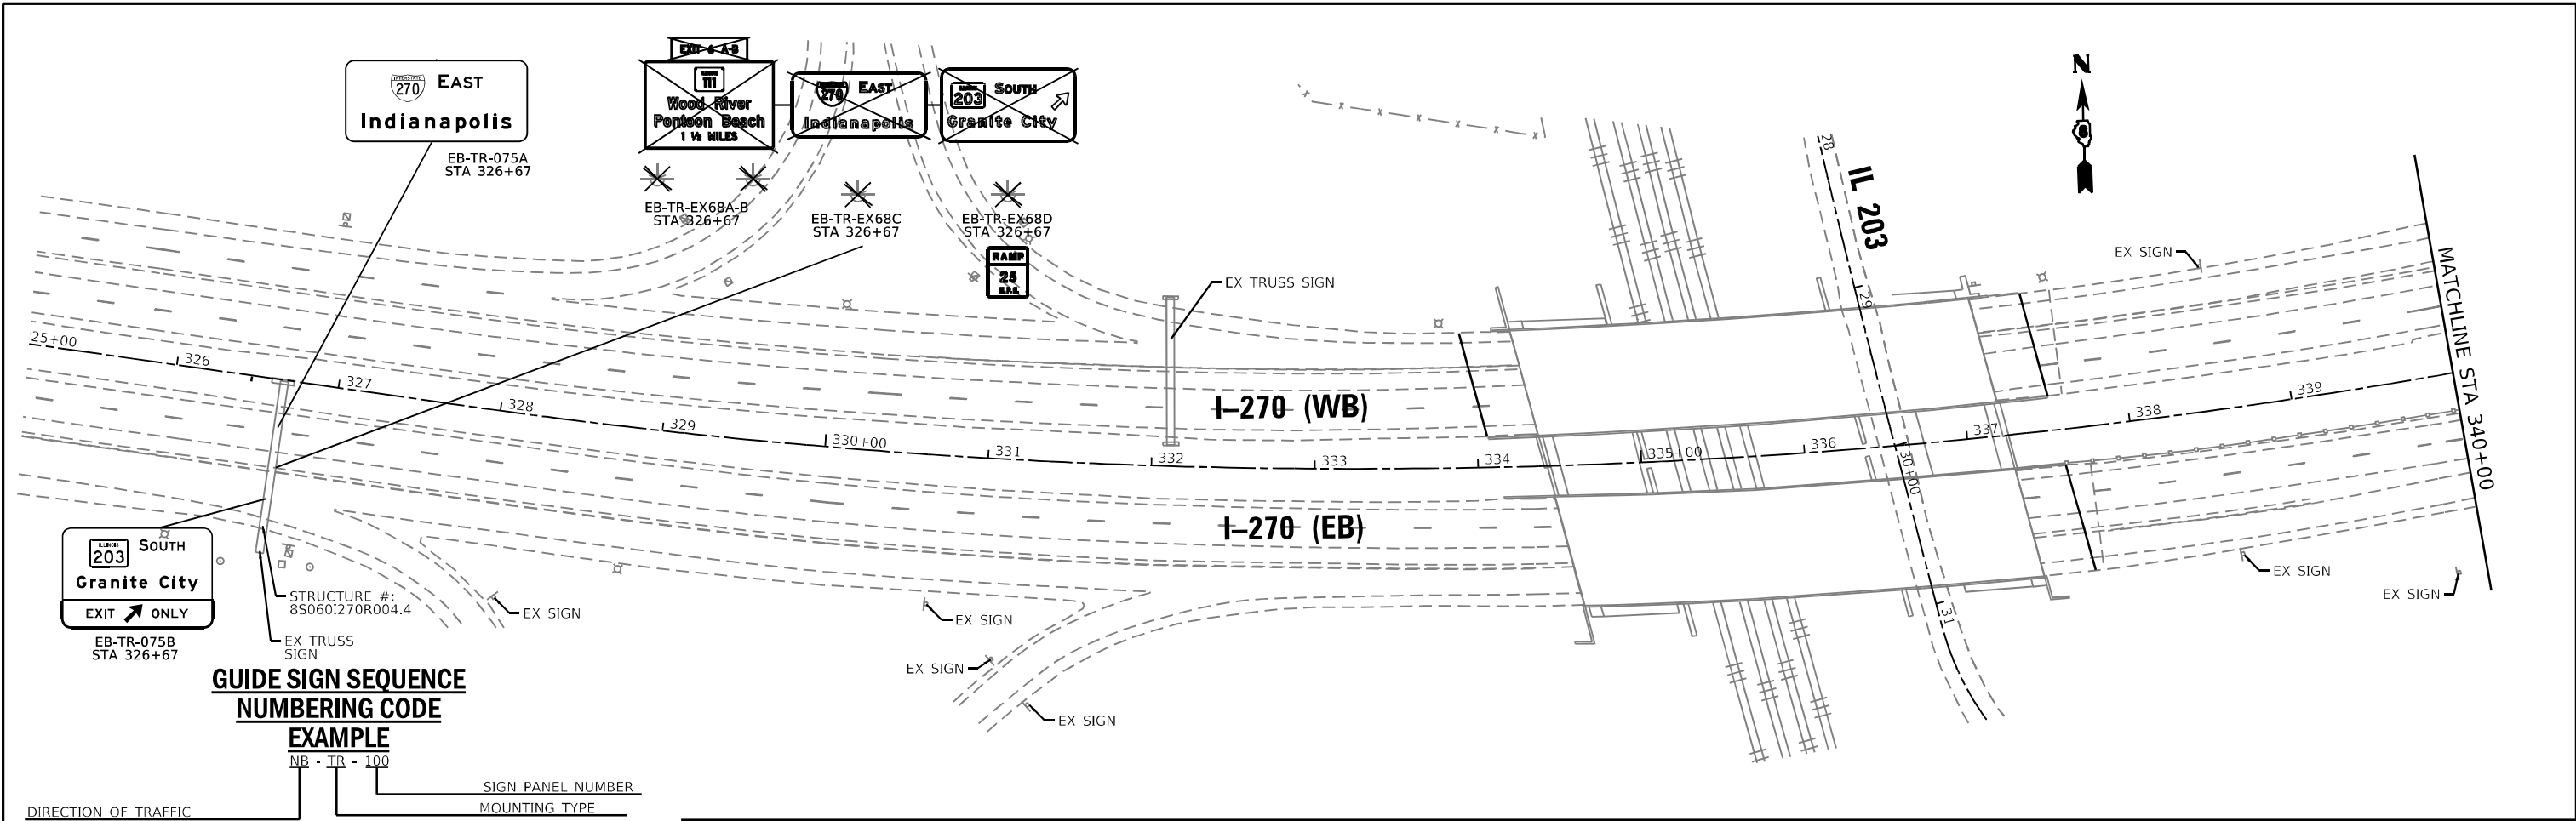 INTERSTATE
270
EAST
Indianapolis
EB-TR-075A
STA 326+67
EXIT 6 A-B
111
Wood River
Pontoon Beach
1 ½ MILES
270
EAST
Indianapolis
203
SOUTH
Granite City
EB-TR-EX68A-B
STA 326+67
EB-TR-EX68C
STA 326+67
EB-TR-EX68D
STA 326+67
RAMP
25
M.P.H.
N
28
IL 203
29
EX TRUSS SIGN
EX SIGN
MATCHLINE STA 340+00
25+00
326
327
328
329
330+00
331
332
333
334
335+00
336
337
338
339
30+00
31
I-270 (WB)
I-270 (EB)
ILLINOIS
203
SOUTH
Granite City
EXIT ONLY
EB-TR-075B
STA 326+67
STRUCTURE #:
8S060I270R004.4
EX TRUSS
SIGN
EX SIGN
EX SIGN
EX SIGN
EX SIGN
EX SIGN
EX SIGN
GUIDE SIGN SEQUENCE
NUMBERING CODE
EXAMPLE
NB - TR - 100
SIGN PANEL NUMBER
MOUNTING TYPE
DIRECTION OF TRAFFIC